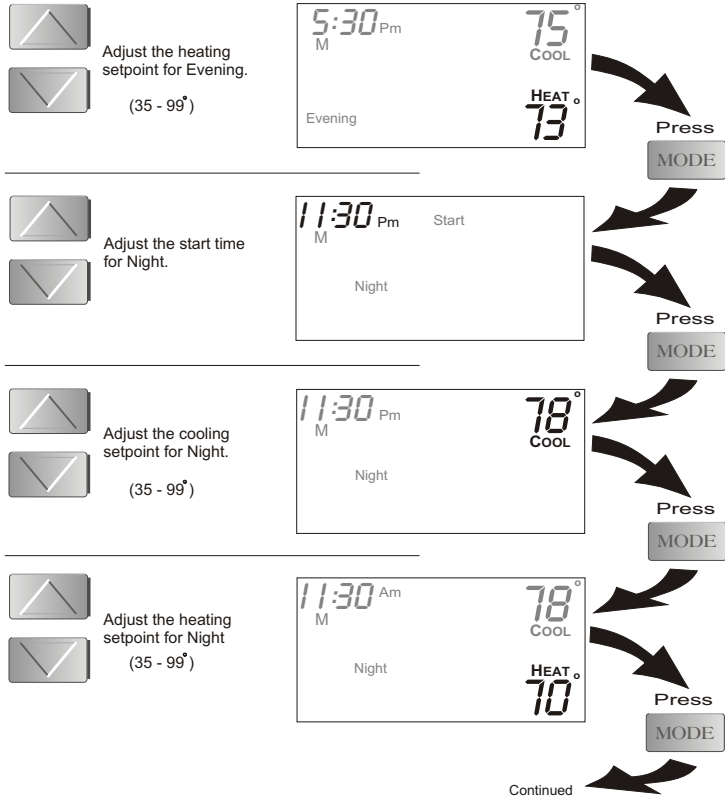 5:30 Pm 75°
M COOL
Adjust the heating
setpoint for Evening.
(35 - 99°)
HEAT
Evening 73°
Press
MODE
11:30 Pm Start
M
Adjust the start time
for Night.
Night
Press
MODE
11:30 Pm 78°
M COOL
Adjust the cooling
setpoint for Night.
(35 - 99°)
Night
Press
MODE
11:30 Am 78°
M COOL
Adjust the heating
setpoint for Night
(35 - 99°)
Night HEAT
70°
Press
MODE
Continued